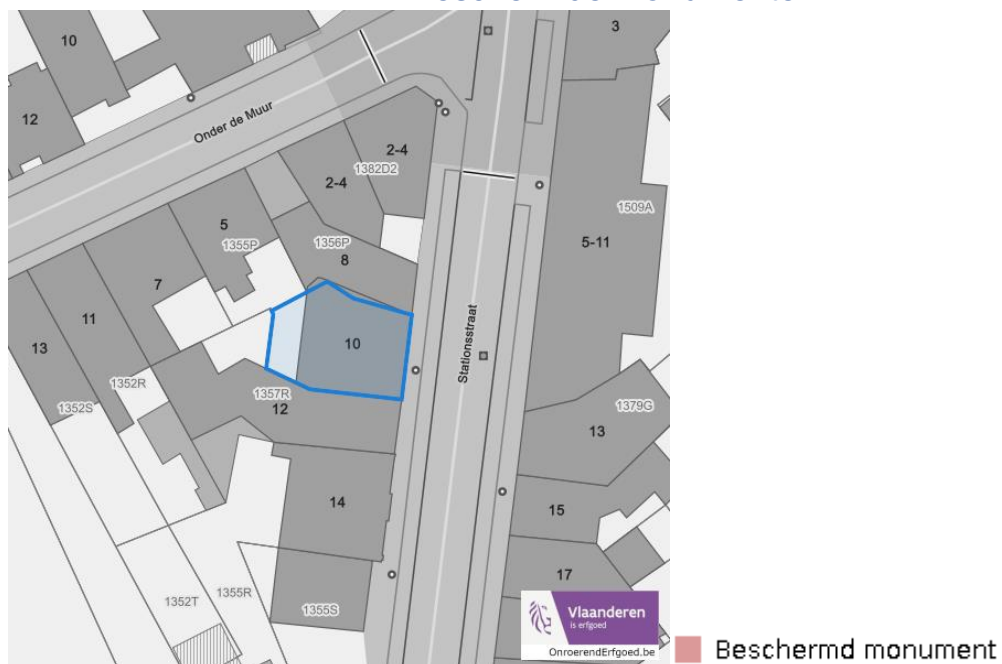 10
3
12
Onder de Muur
2-4
1382D2
2-4
1509A
5
1355P
1356P
8
5-11
7
11
10
Stationsstraat
13
1352R
1352S
1357R
12
1379G
13
14
15
17
1352T
1355R
1355S
Vlaanderen
is erfgoed
OnroerendErfgoed.be
Beschermd monument